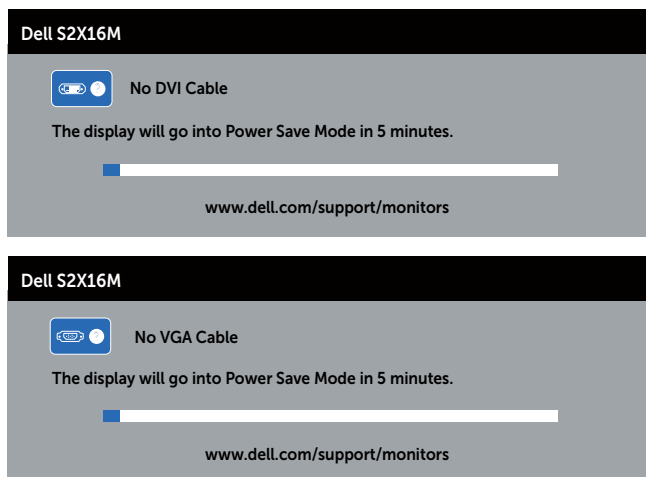 Dell S2X16M
No DVI Cable
The display will go into Power Save Mode in 5 minutes.
www.dell.com/support/monitors
Dell S2X16M
No VGA Cable
The display will go into Power Save Mode in 5 minutes.
www.dell.com/support/monitors